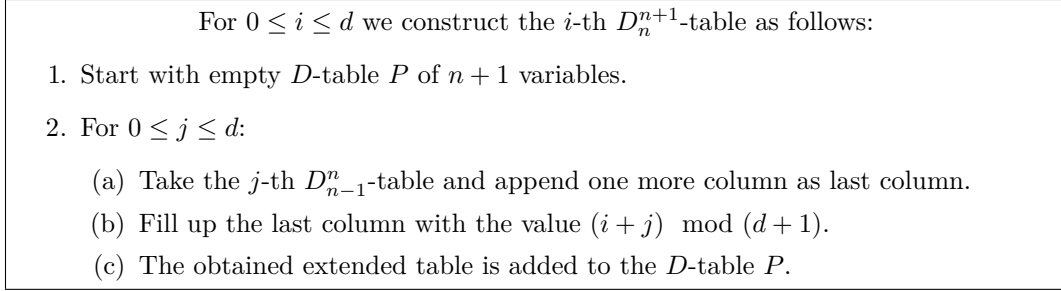 For 0 ≤ i ≤ d we construct the i-th D_n^{n+1}-table as follows:
1. Start with empty D-table P of n + 1 variables.
2. For 0 ≤ j ≤ d:
(a) Take the j-th D_{n−1}^n-table and append one more column as last column.
(b) Fill up the last column with the value (i + j) mod (d + 1).
(c) The obtained extended table is added to the D-table P.